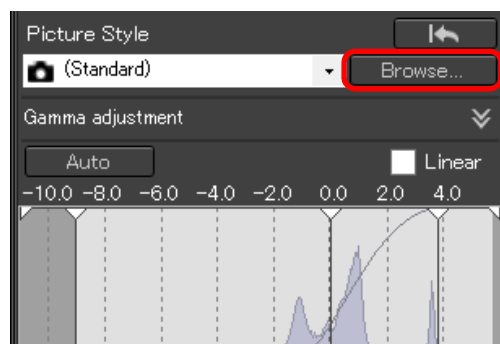 Picture Style
(Standard) Browse...
Gamma adjustment
Auto Linear
-10.0 -8.0 -6.0 -4.0 -2.0 0.0 2.0 4.0